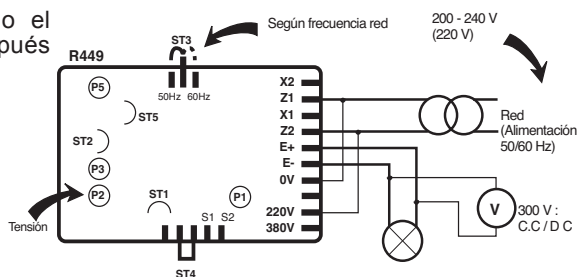 o el
pués
Según frecuencia red
200 - 240 V
(220 V)
R449
ST3
50Hz 60Hz
P5
ST5
ST2
P3
P2
ST1
P1
S1 S2
ST4
Tensión
X2
Z1
X1
Z2
E+
E-
0V
220V
380V
Red
(Alimentación
50/60 Hz)
V
300 V :
C.C / D C